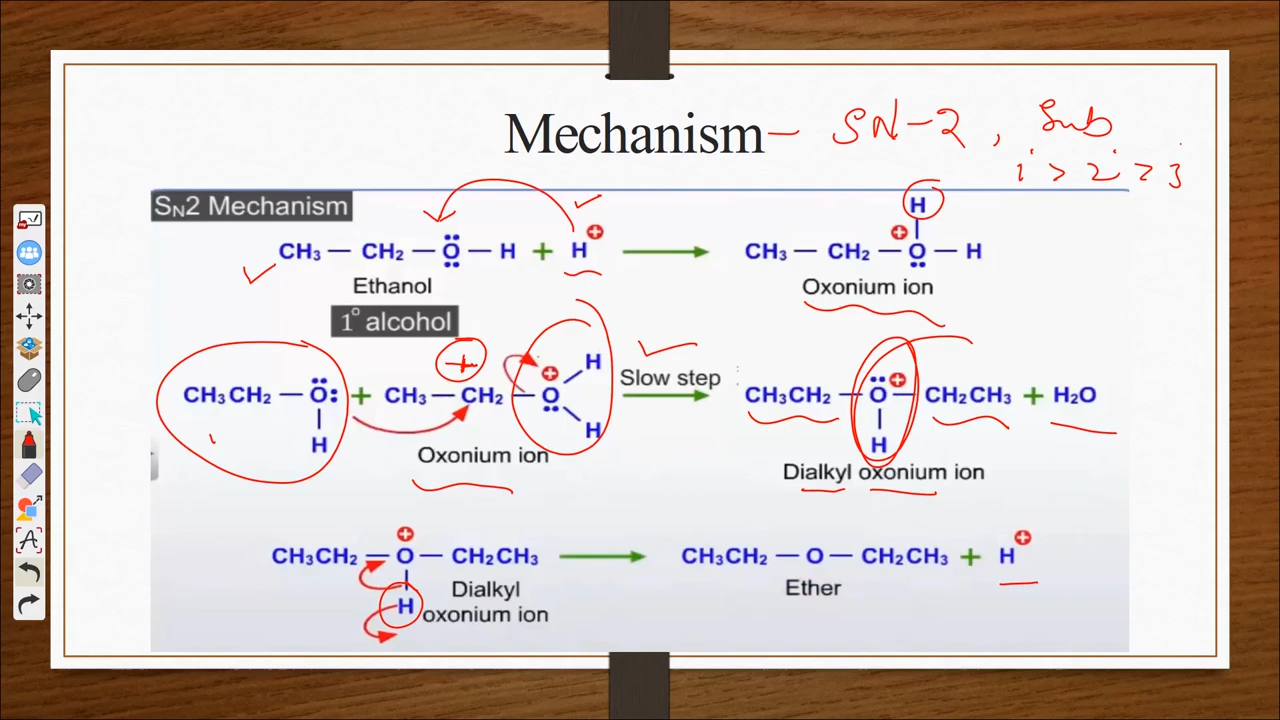 Mechanism – SN-2, Sub
1° > 2° > 3°
SN2 Mechanism
CH₃ — CH₂ — O — H + H⊕ → CH₃ — CH₂ — O⊕ — H
H
Ethanol
Oxonium ion
1° alcohol
CH₃CH₂ — O: + CH₃ — CH₂ — O⊕ Slow step → CH₃CH₂ — O⊕ — CH₂CH₃ + H₂O
+
H
H
H
H
Oxonium ion
Dialkyl oxonium ion
CH₃CH₂ — O⊕ — CH₂CH₃ → CH₃CH₂ — O — CH₂CH₃ + H⊕
H
Dialkyl
oxonium ion
Ether
A